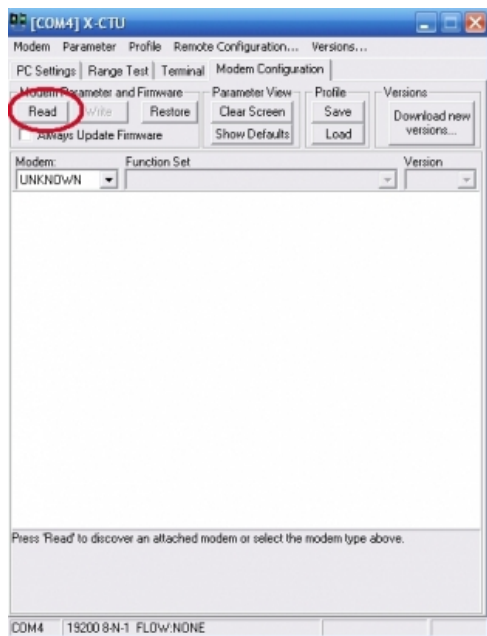 [COM4] X-CTU
Modem Parameter Profile Remote Configuration... Versions...
PC Settings Range Test Terminal Modem Configuration
Modem Parameter and Firmware Parameter View Profile Versions
Read Write Restore Clear Screen Save Download new
versions...
Always Update Firmware Show Defaults Load
Modem: Function Set Version
UNKNOWN
Press 'Read' to discover an attached modem or select the modem type above.
COM4 19200 8-N-1 FLOW:NONE